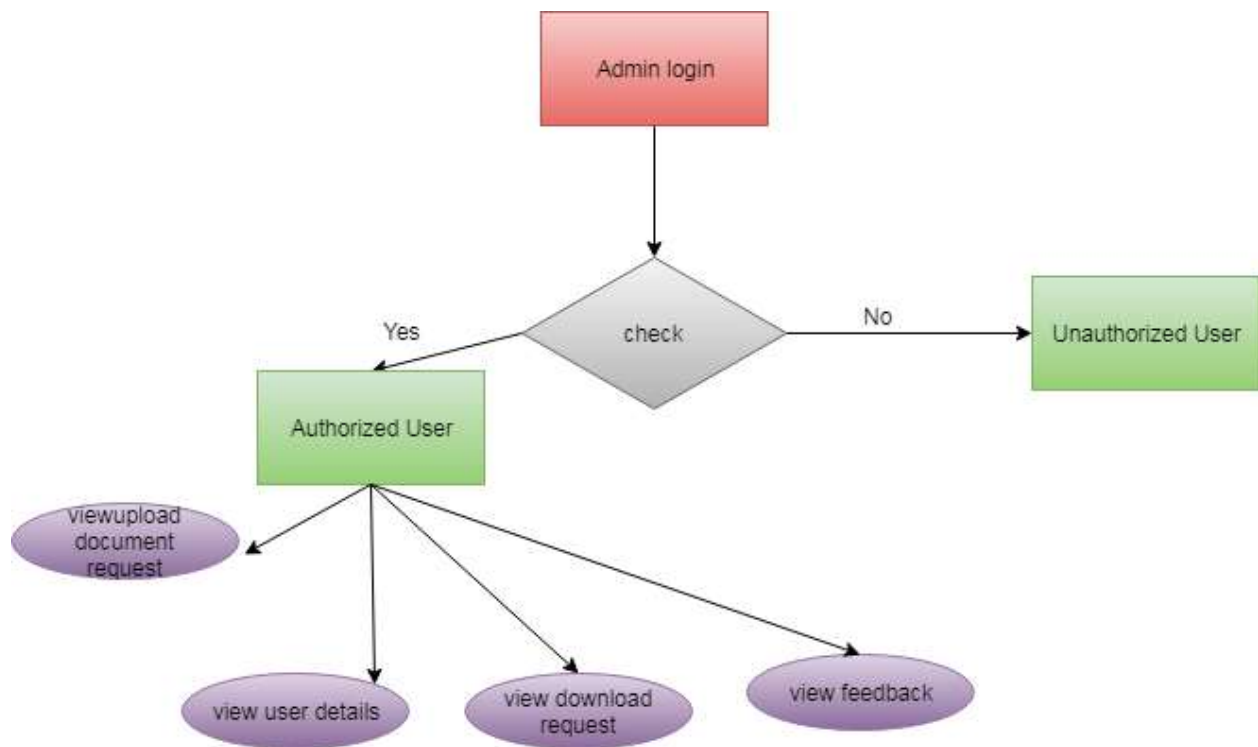 Admin login
check
Yes
No
Unauthorized User
Authorized User
viewupload
document
request
view user details
view download
request
view feedback